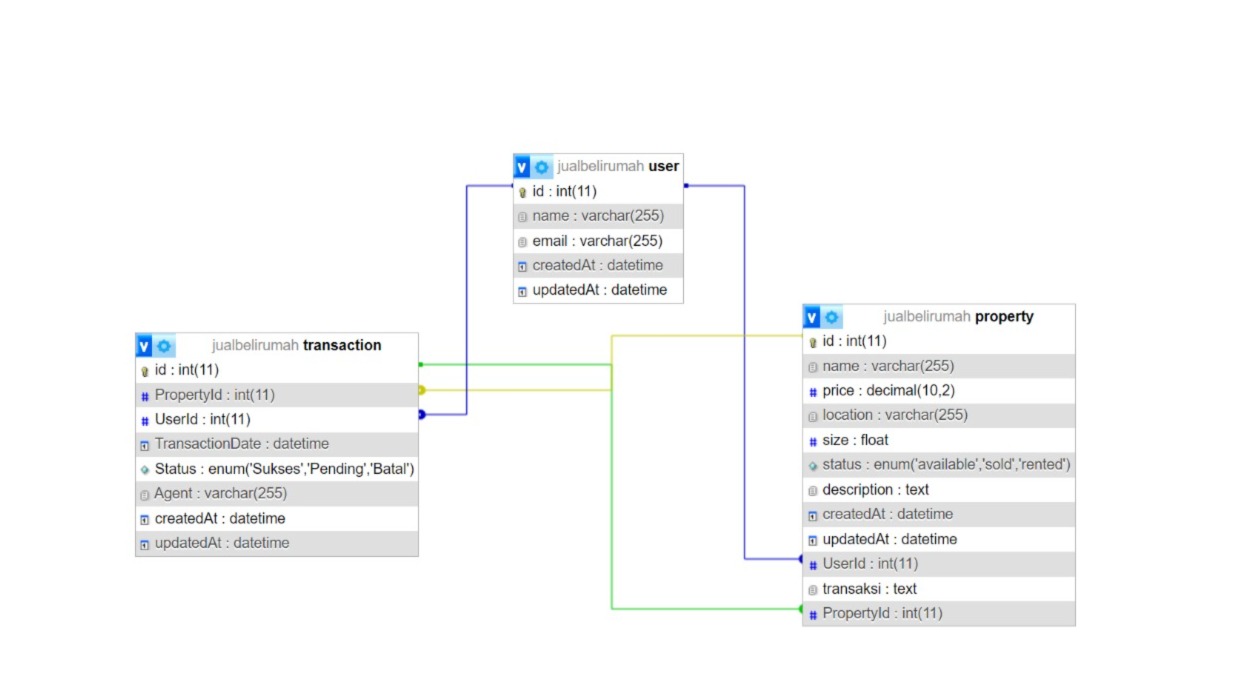 jualbelirumah user
id : int(11)
name : varchar(255)
email : varchar(255)
createdAt : datetime
updatedAt : datetime
jualbelirumah transaction
id : int(11)
PropertyId : int(11)
UserId : int(11)
TransactionDate : datetime
Status : enum('Sukses','Pending','Batal')
Agent : varchar(255)
createdAt : datetime
updatedAt : datetime
jualbelirumah property
id : int(11)
name : varchar(255)
price : decimal(10,2)
location : varchar(255)
size : float
status : enum('available','sold','rented')
description : text
createdAt : datetime
updatedAt : datetime
UserId : int(11)
transaksi : text
PropertyId : int(11)